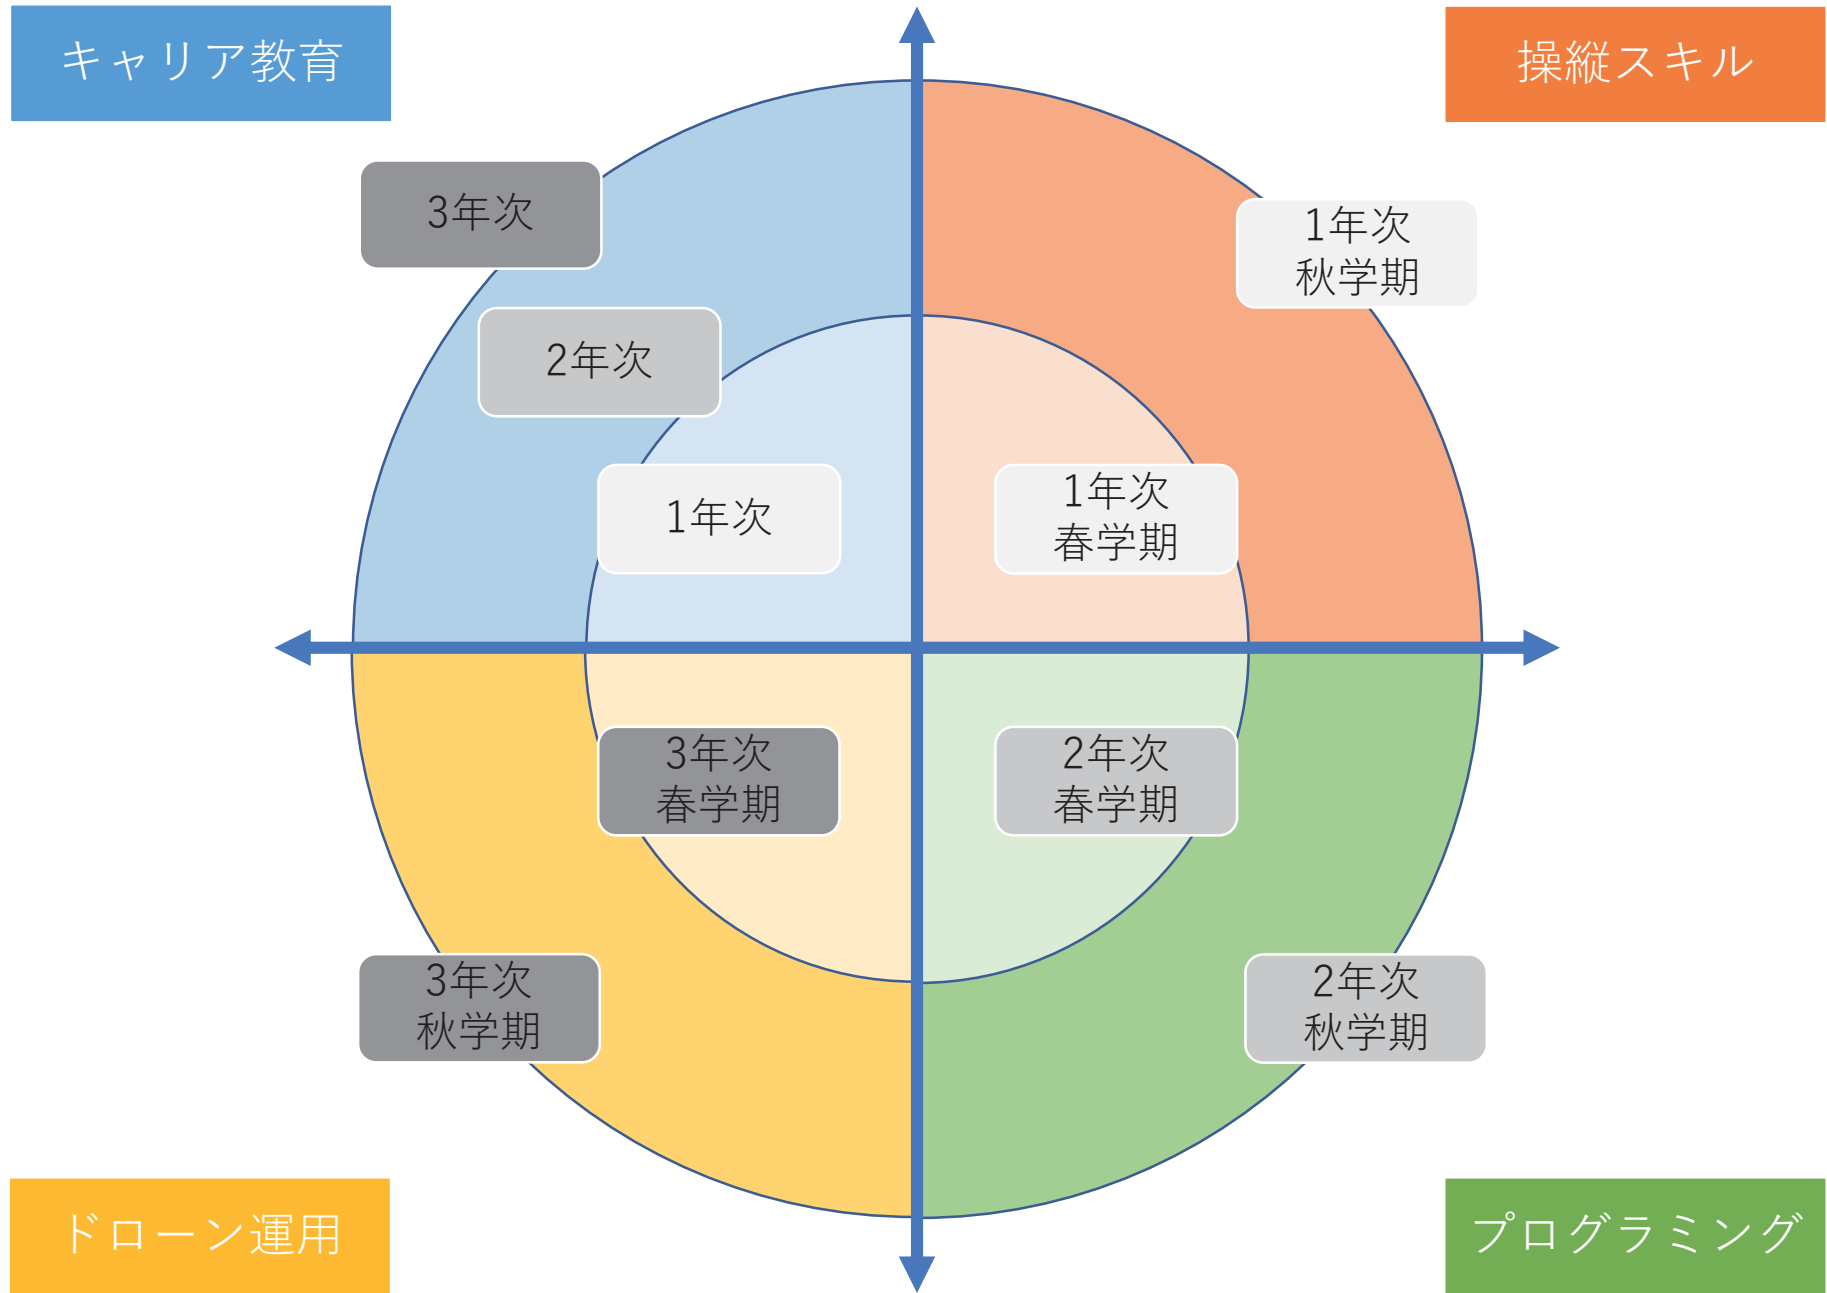 キャリア教育
操縦スキル
3年次
1年次
秋学期
2年次
1年次
1年次
春学期
3年次
春学期
2年次
春学期
3年次
秋学期
2年次
秋学期
ドローン運用
プログラミング